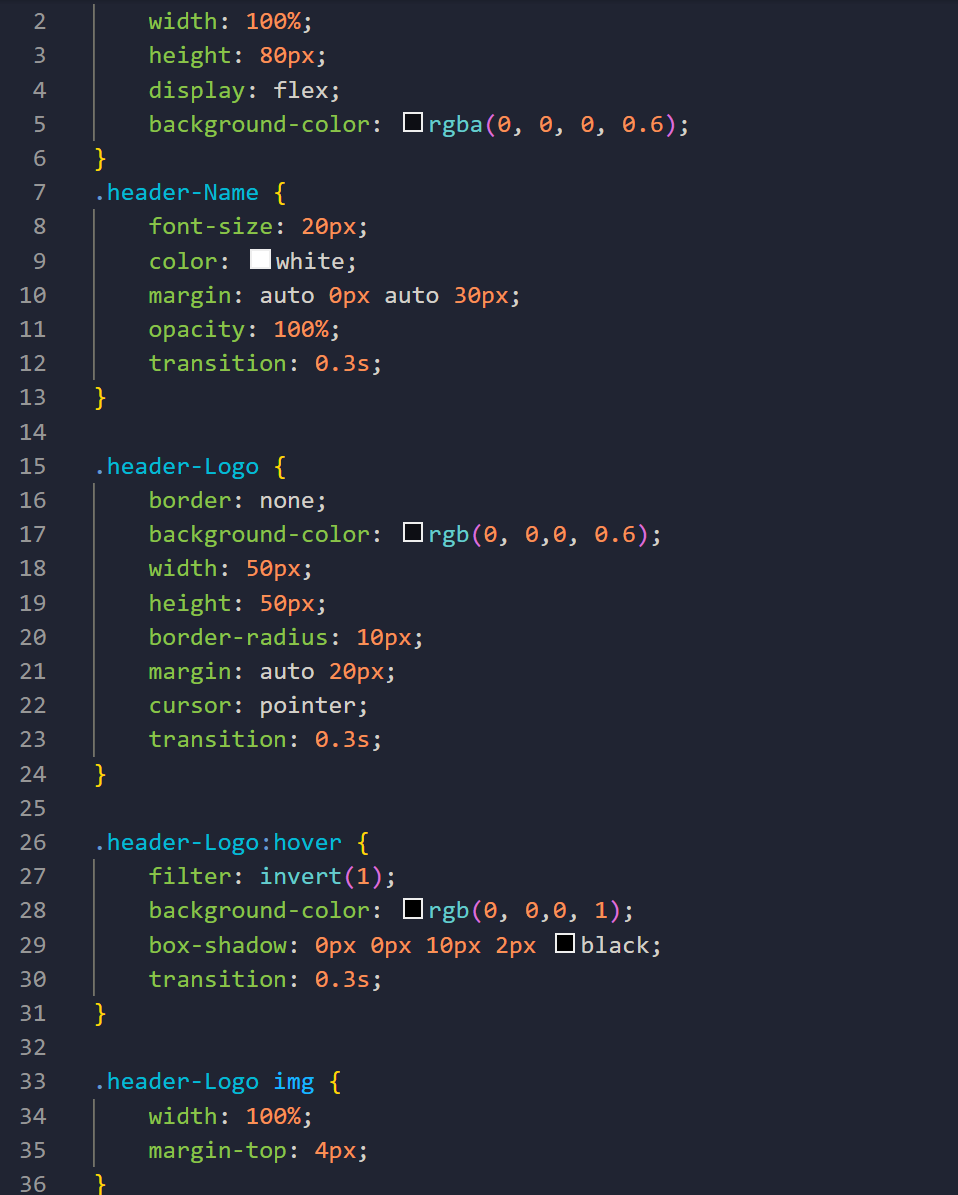 2 width: 100%;
3 height: 80px;
4 display: flex;
5 background-color: rgba(0, 0, 0, 0.6);
6 }
7 .header-Name {
8 font-size: 20px;
9 color: white;
10 margin: auto 0px auto 30px;
11 opacity: 100%;
12 transition: 0.3s;
13 }
14
15 .header-Logo {
16 border: none;
17 background-color: rgb(0, 0,0, 0.6);
18 width: 50px;
19 height: 50px;
20 border-radius: 10px;
21 margin: auto 20px;
22 cursor: pointer;
23 transition: 0.3s;
24 }
25
26 .header-Logo:hover {
27 filter: invert(1);
28 background-color: rgb(0, 0,0, 1);
29 box-shadow: 0px 0px 10px 2px black;
30 transition: 0.3s;
31 }
32
33 .header-Logo img {
34 width: 100%;
35 margin-top: 4px;
36 }